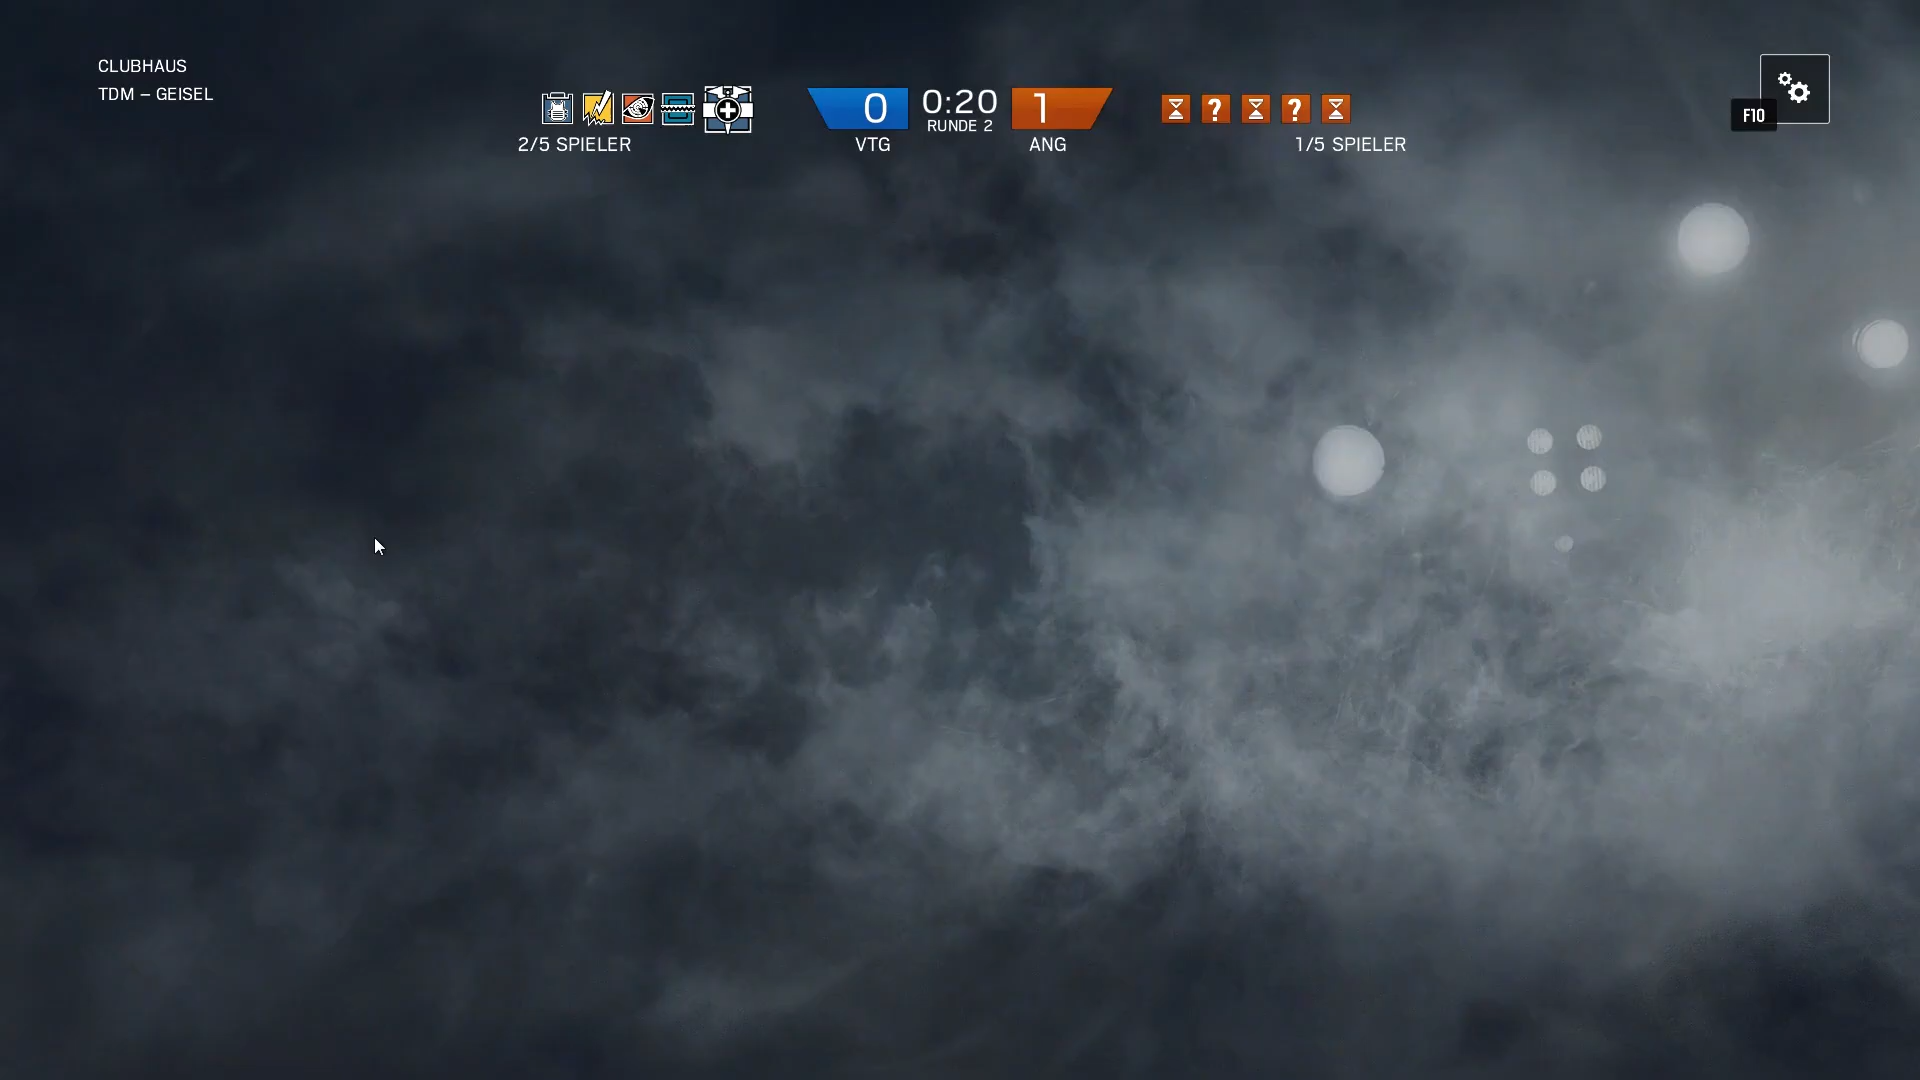 CLUBHAUS
TDM – GEISEL
2/5 SPIELER
0
VTG
0:20
RUNDE 2
1
ANG
? ?
1/5 SPIELER
F10